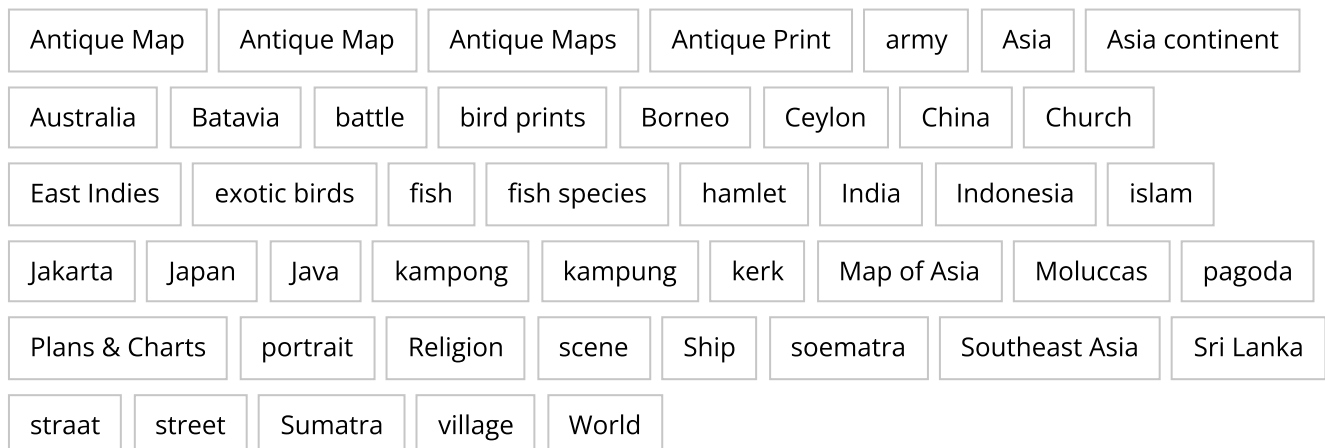 Antique Map Antique Map Antique Maps Antique Print army Asia Asia continent
Australia Batavia battle bird prints Borneo Ceylon China Church
East Indies exotic birds fish fish species hamlet India Indonesia islam
Jakarta Japan Java kampong kampung kerk Map of Asia Moluccas pagoda
Plans & Charts portrait Religion scene Ship soematra Southeast Asia Sri Lanka
straat street Sumatra village World